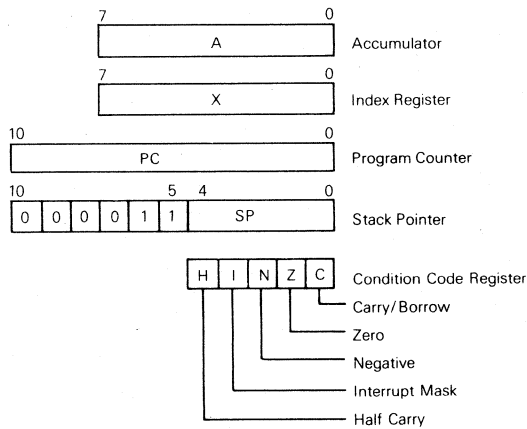 7 0
A Accumulator
7 0
X Index Register
10 0
PC Program Counter
10 5 4 0
0 0 0 0 1 1 SP Stack Pointer
H I N Z C Condition Code Register
Carry/Borrow
Zero
Negative
Interrupt Mask
Half Carry